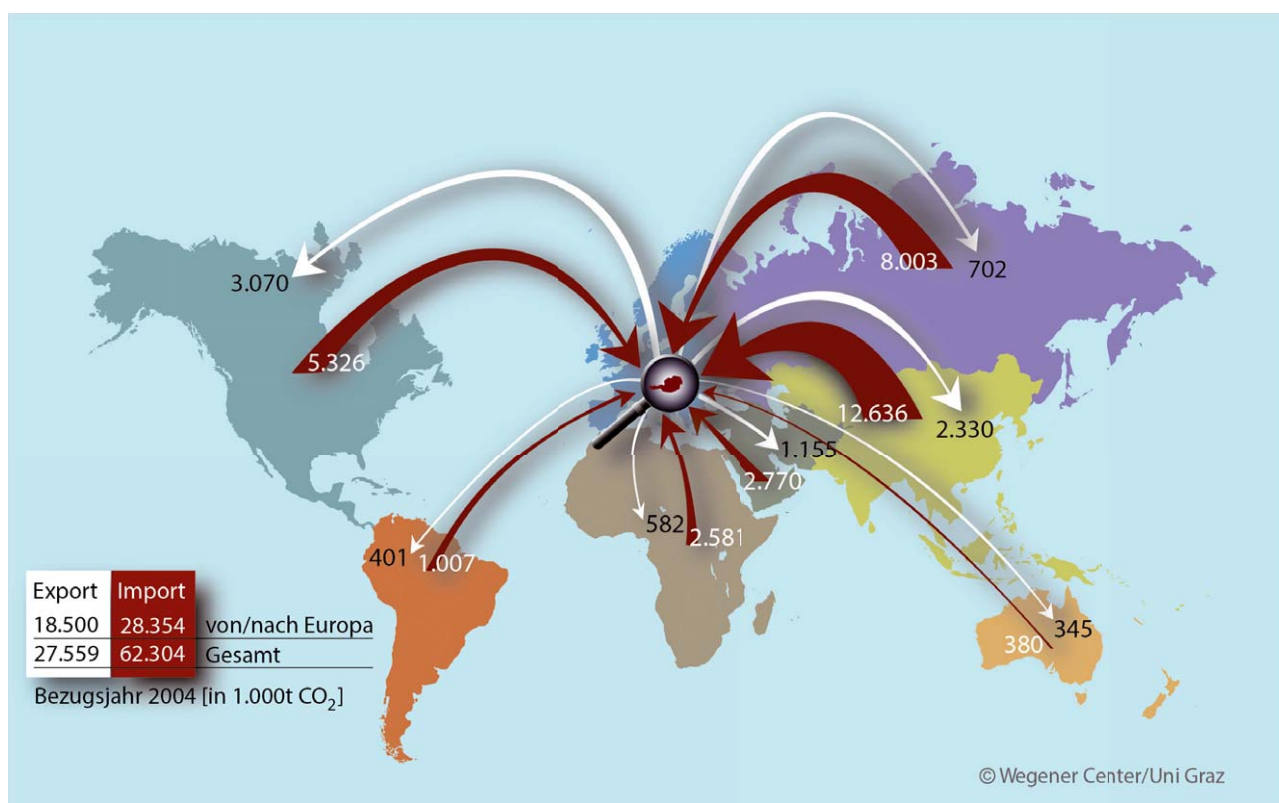 3.070
702
8.003
5.326
12.636
2.330
1.155
2.770
582
2.581
401
1.007
345
380
Export Import
18.500 28.354 von/nach Europa
27.559 62.304 Gesamt
Bezugsjahr 2004 [in 1.000t CO₂]
© Wegener Center/Uni Graz